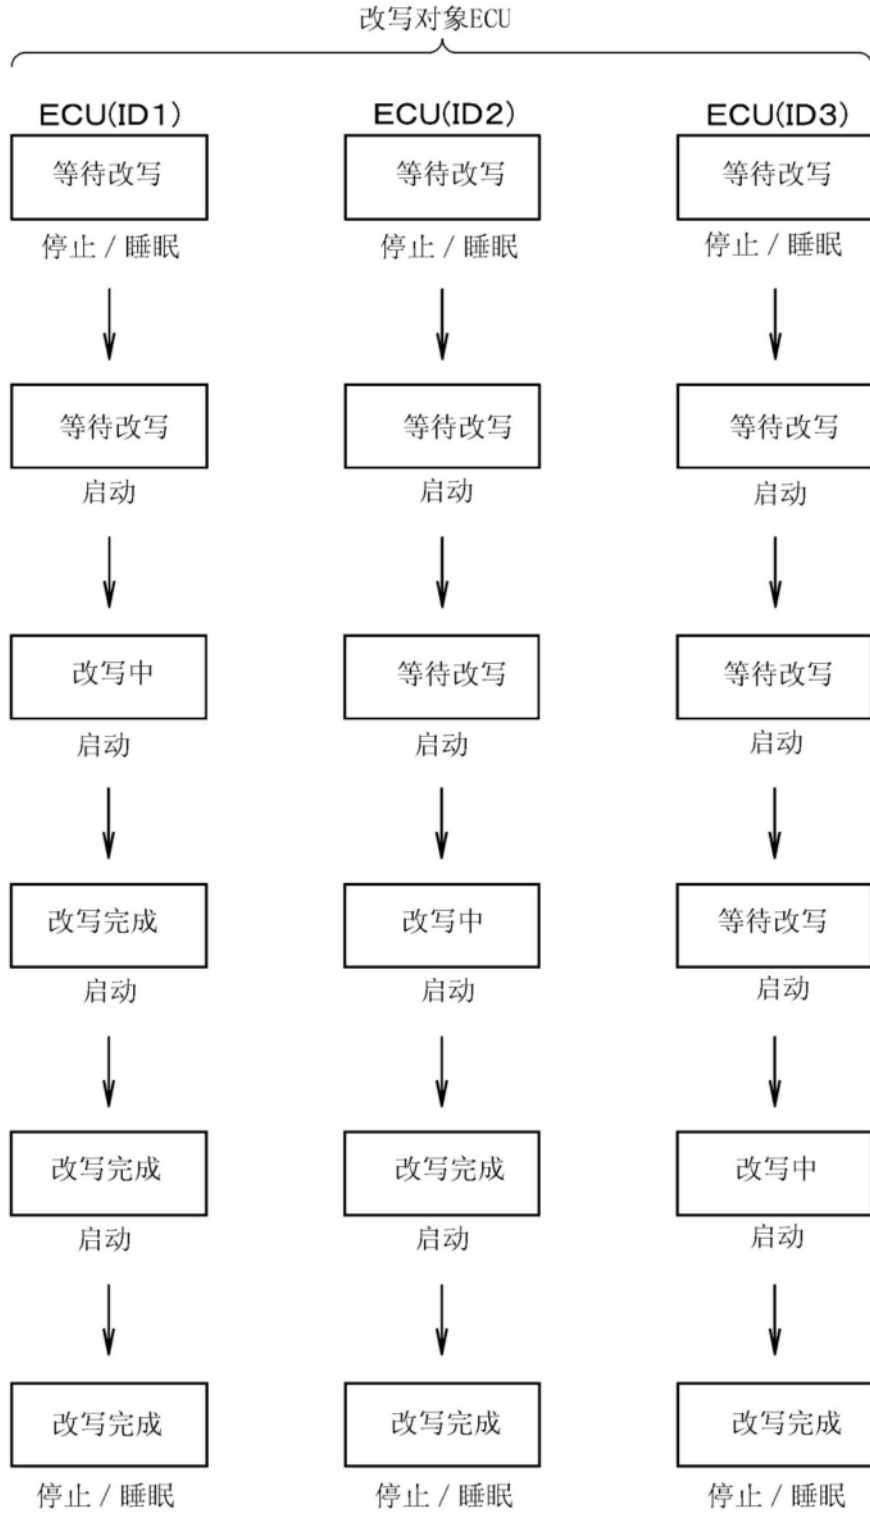 改写对象ECU
ECU(ID1) ECU(ID2) ECU(ID3)
等待改写 等待改写 等待改写
停止 / 睡眠 停止 / 睡眠 停止 / 睡眠
等待改写 等待改写 等待改写
启动 启动 启动
改写中 等待改写 等待改写
启动 启动 启动
改写完成 改写中 等待改写
启动 启动 启动
改写完成 改写完成 改写中
启动 启动 启动
改写完成 改写完成 改写完成
停止 / 睡眠 停止 / 睡眠 停止 / 睡眠